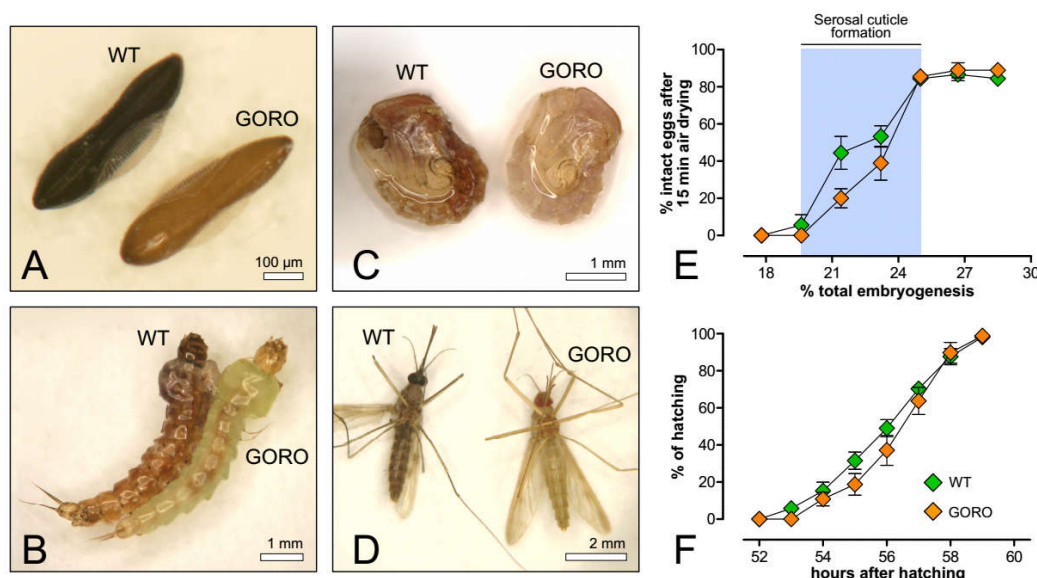 WT
GORO
A
100 µm
WT
GORO
C
1 mm
Serosal cuticle
formation
% intact eggs after
15 min air drying
100
80
60
40
20
0
18 21 24 27 30
% total embryogenesis
E
WT
GORO
B
1 mm
WT
GORO
D
2 mm
% of hatching
100
80
60
40
20
0
WT
GORO
52 54 56 58 60
hours after hatching
F